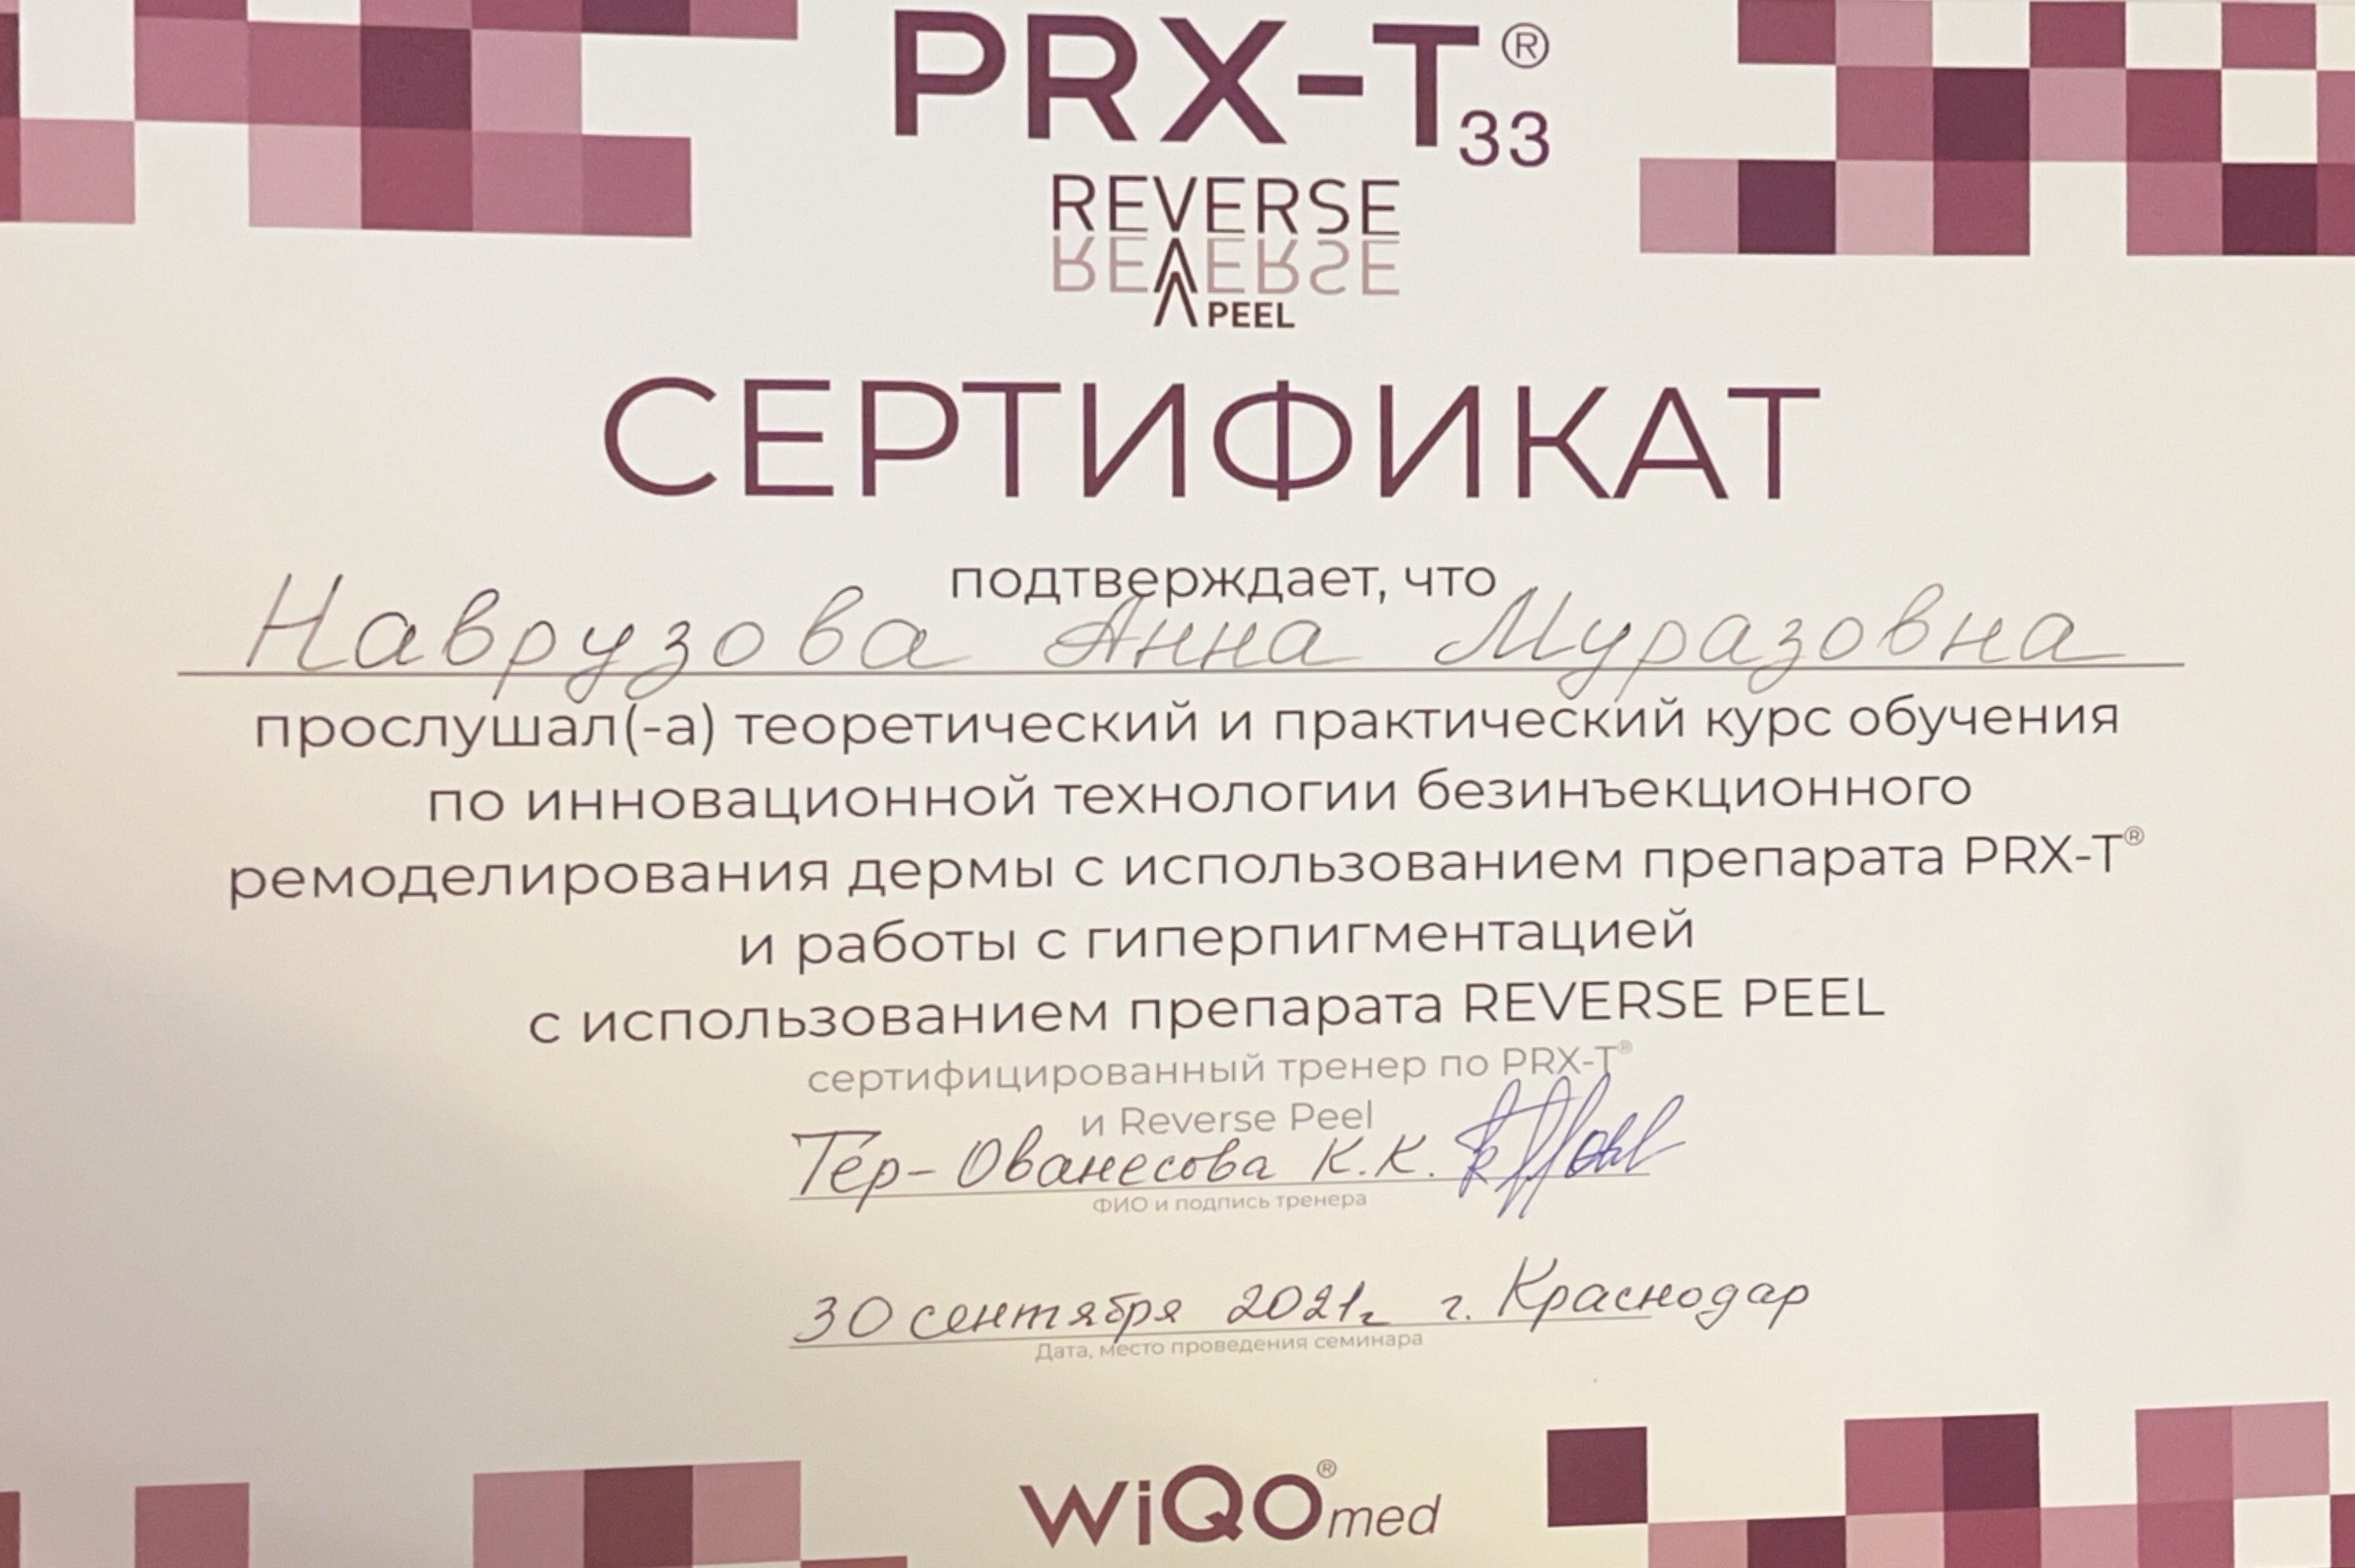 PRX-T®
33
REVERSE
REVERSE
PEEL
СЕРТИФИКАТ
подтверждает, что
Наврузова Анна Муразовна
прослушал(-а) теоретический и практический курс обучения
по инновационной технологии безинъекционного
ремоделирования дермы с использованием препарата PRX-T®
и работы с гиперпигментацией
с использованием препарата REVERSE PEEL
сертифицированный тренер по PRX-T®
и Reverse Peel
Тер-Ованесова К.К.
ФИО и подпись тренера
30 сентября 2021г г. Краснодар
Дата, место проведения семинара
WiQO® med